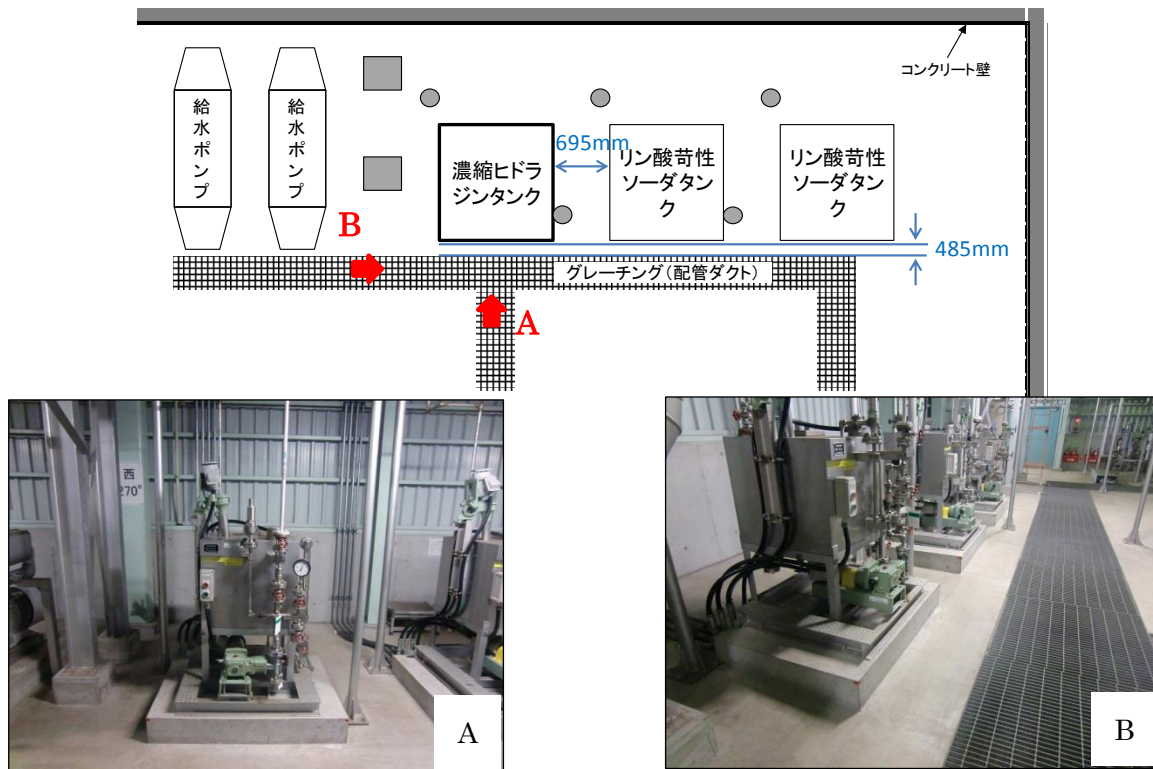 コンクリート壁
給水ポンプ
給水ポンプ
濃縮ヒドラ
ジンタンク
695mm
リン酸苛性
ソーダタン
ク
リン酸苛性
ソーダタン
ク
B
485mm
グレーチング（配管ダクト）
A
西
270°
A
B